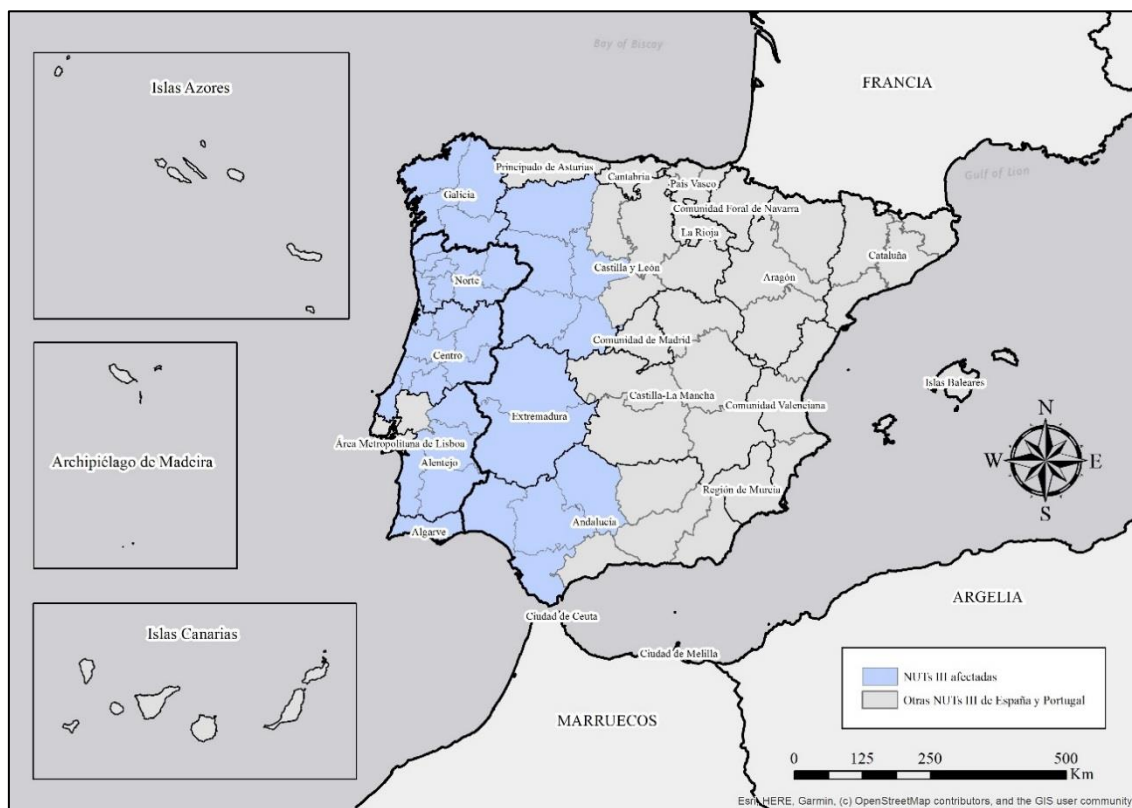 Bay of Biscay
Islas Azores
FRANCIA
Principado de Asturias
Cantabria
País Vasco
Gulf of Lion
Galicia
Comunidad Foral de Navarra
La Rioja
Cataluña
Castilla y León
Aragón
Norte
Comunidad de Madrid
Centro
Islas Baleares
Castilla-La Mancha
Comunidad Valenciana
Extremadura
Área Metropolitana de Lisboa
N
W
E
S
Archipiélago de Madeira
Alentejo
Región de Murcia
Andalucía
Algarve
ARGELIA
Ciudad de Ceuta
Islas Canarias
Ciudad de Melilla
NUTs III afectadas
Otras NUTs III de España y Portugal
MARRUECOS
0 125 250 500
Km
Esri, HERE, Garmin, (c) OpenStreetMap contributors, and the GIS user community